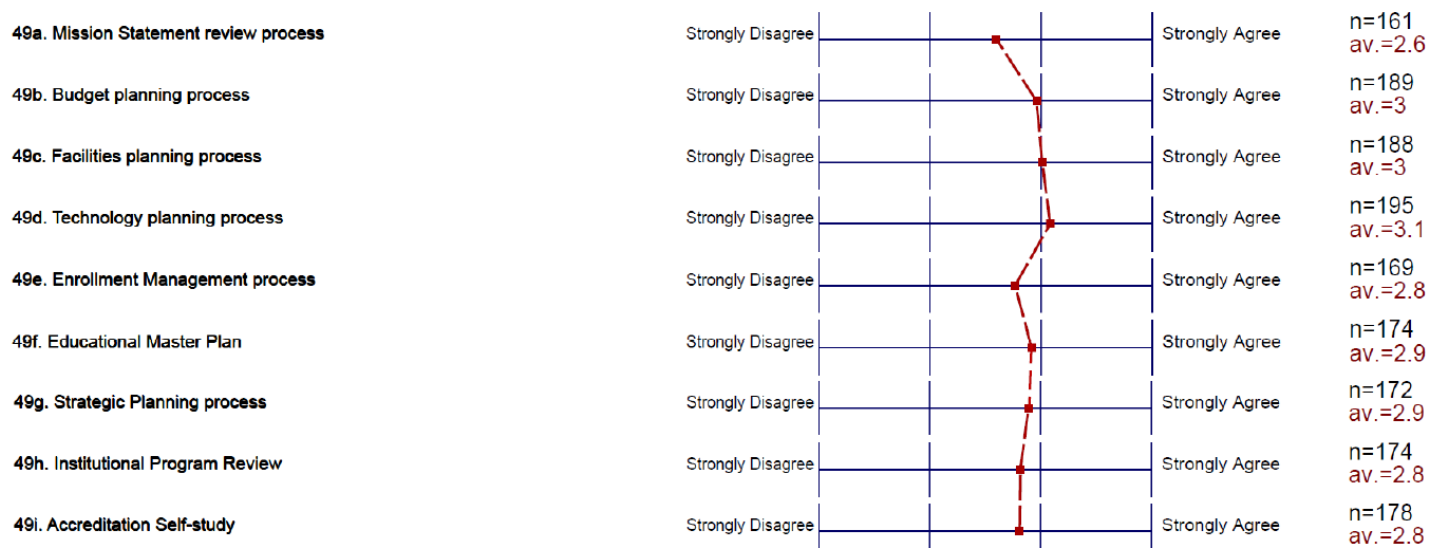 49a. Mission Statement review process Strongly Disagree Strongly Agree n=161
av.=2.6
49b. Budget planning process Strongly Disagree Strongly Agree n=189
av.=3
49c. Facilities planning process Strongly Disagree Strongly Agree n=188
av.=3
49d. Technology planning process Strongly Disagree Strongly Agree n=195
av.=3.1
49e. Enrollment Management process Strongly Disagree Strongly Agree n=169
av.=2.8
49f. Educational Master Plan Strongly Disagree Strongly Agree n=174
av.=2.9
49g. Strategic Planning process Strongly Disagree Strongly Agree n=172
av.=2.9
49h. Institutional Program Review Strongly Disagree Strongly Agree n=174
av.=2.8
49i. Accreditation Self-study Strongly Disagree Strongly Agree n=178
av.=2.8